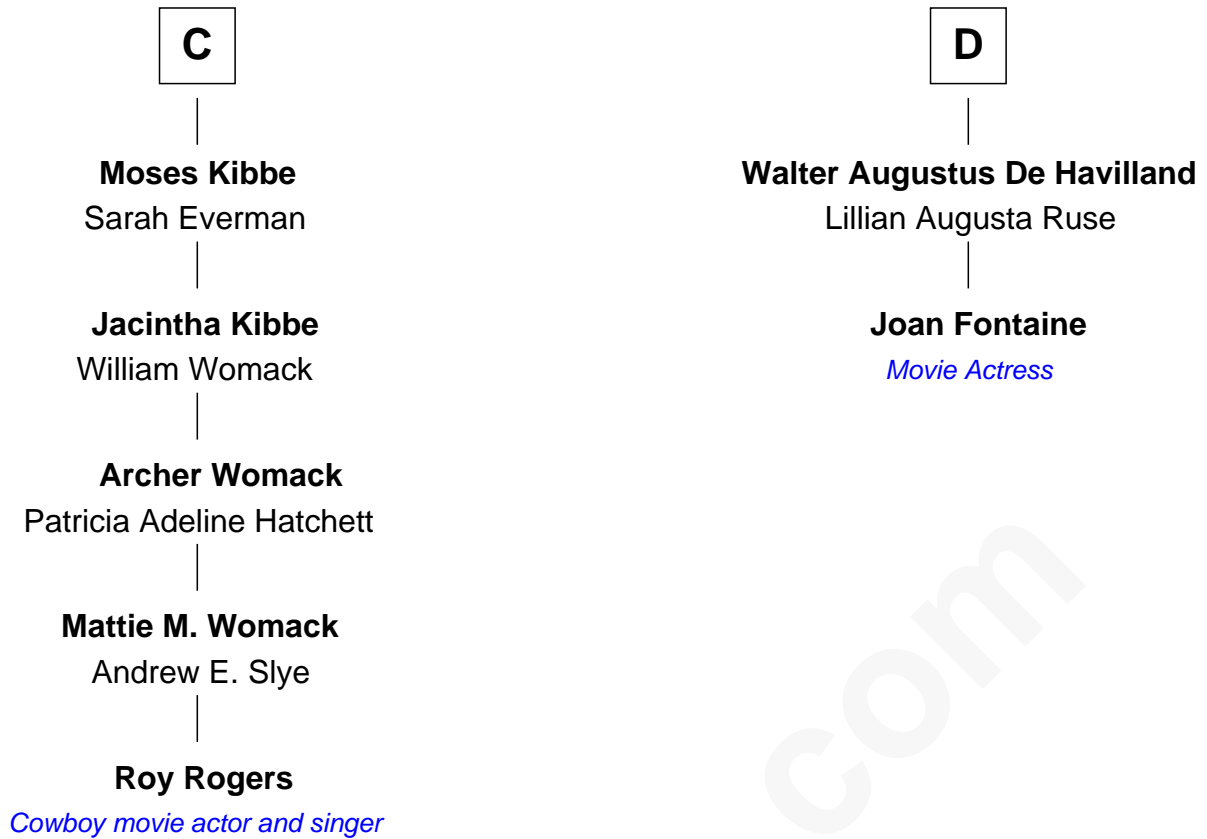 C
Moses Kibbe
Sarah Everman
Jacintha Kibbe
William Womack
Archer Womack
Patricia Adeline Hatchett
Mattie M. Womack
Andrew E. Slye
Roy Rogers
Cowboy movie actor and singer
D
Walter Augustus De Havilland
Lillian Augusta Ruse
Joan Fontaine
Movie Actress
com